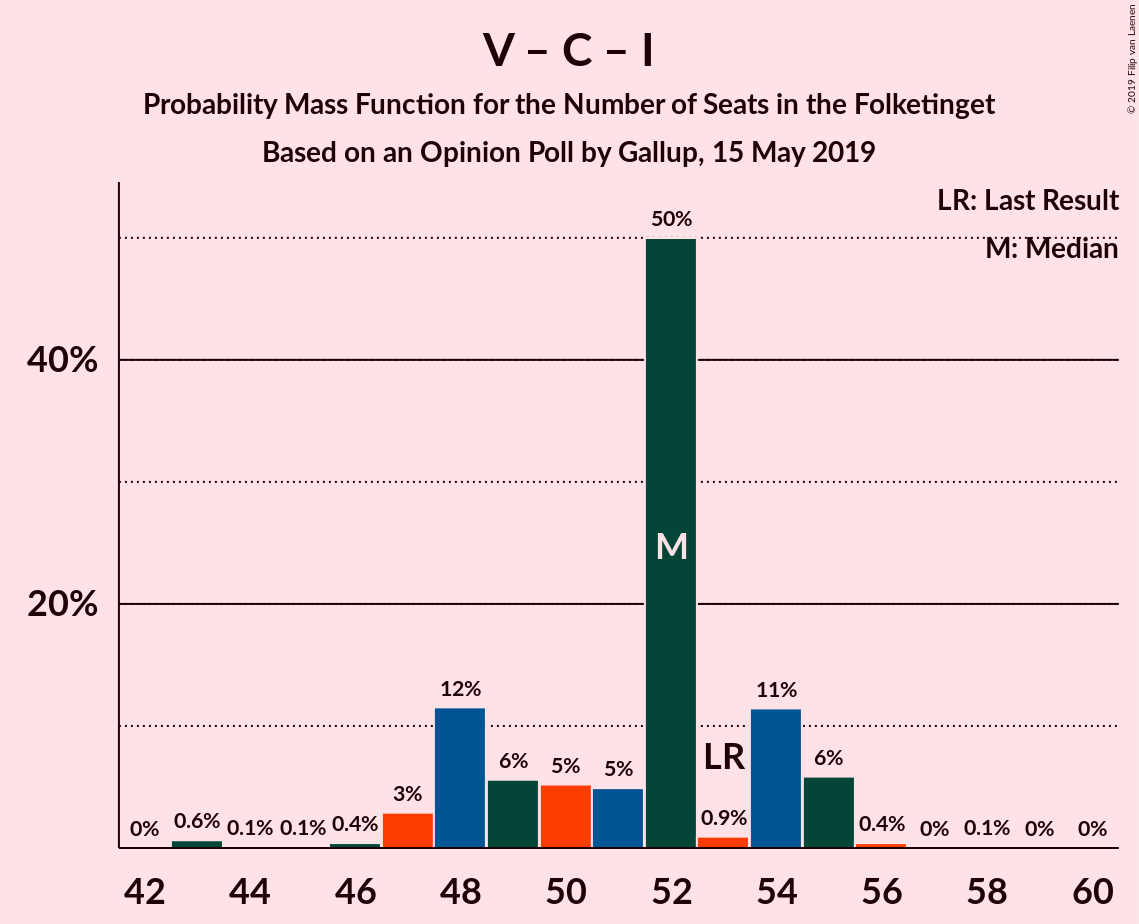 V – C – I
Probability Mass Function for the Number of Seats in the Folketinget
Based on an Opinion Poll by Gallup, 15 May 2019
© 2019 Filip van Laenen
LR: Last Result
M: Median
40%
20%
0%
0.6%
0.1%
0.1%
0.4%
3%
12%
6%
5%
5%
50%
M
0.9%
LR
11%
6%
0.4%
0%
0.1%
0%
0%
42 44 46 48 50 52 54 56 58 60